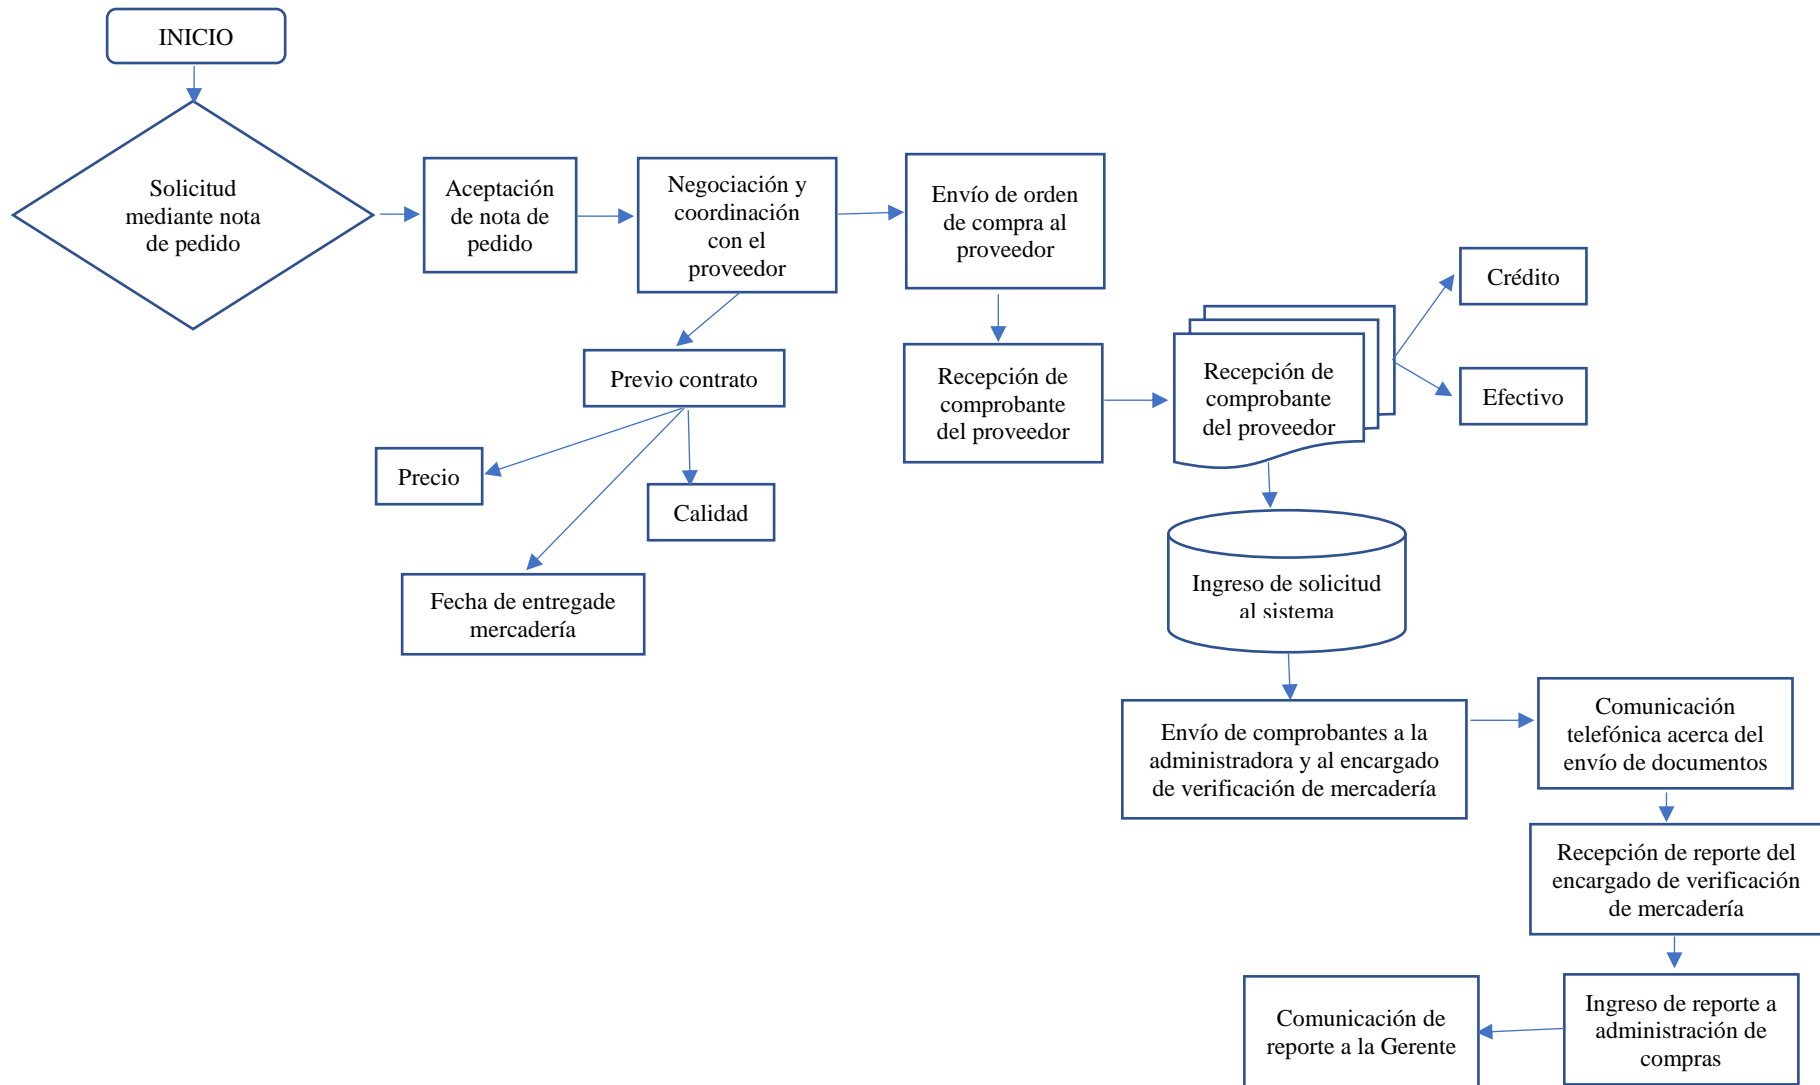 INICIO
Solicitud
mediante nota
de pedido
Aceptación
de nota de
pedido
Negociación y
coordinación
con el
proveedor
Envío de orden
de compra al
proveedor
Previo contrato
Precio
Calidad
Fecha de entregade
mercadería
Recepción de
comprobante
del proveedor
Recepción de
comprobante
del proveedor
Crédito
Efectivo
Ingreso de solicitud
al sistema
Envío de comprobantes a la
administradora y al encargado
de verificación de mercadería
Comunicación
telefónica acerca del
envío de documentos
Recepción de reporte del
encargado de verificación
de mercadería
Ingreso de reporte a
administración de
compras
Comunicación de
reporte a la Gerente